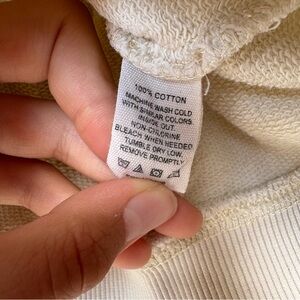 100% COTTON
MACHINE WASH COLD
WITH SIMILAR COLORS.
INSIDE OUT.
NON-CHLORINE
BLEACH WHEN NEEDED
TUMBLE DRY LOW.
REMOVE PROMPTLY